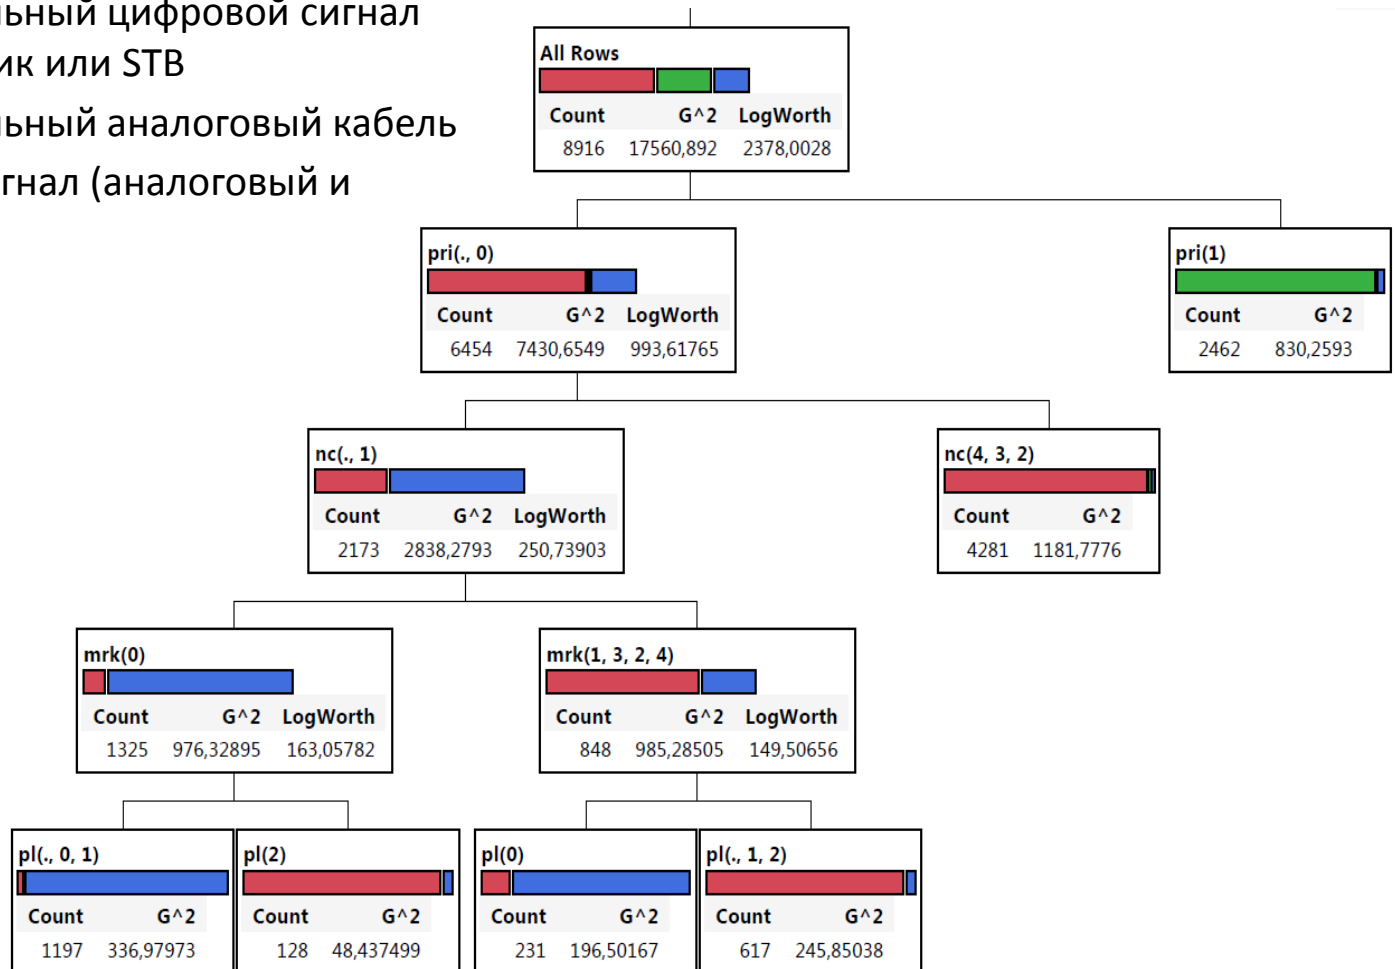 ьный цифровой сигнал
ик или STB
ьный аналоговый кабель
гнал (аналоговый и
All Rows
Count G^2 LogWorth
8916 17560,892 2378,0028
pri(., 0)
Count G^2 LogWorth
6454 7430,6549 993,61765
pri(1)
Count G^2
2462 830,2593
nc(., 1)
Count G^2 LogWorth
2173 2838,2793 250,73903
nc(4, 3, 2)
Count G^2
4281 1181,7776
mrk(0)
Count G^2 LogWorth
1325 976,32895 163,05782
mrk(1, 3, 2, 4)
Count G^2 LogWorth
848 985,28505 149,50656
pl(., 0, 1)
Count G^2
1197 336,97973
pl(2)
Count G^2
128 48,437499
pl(0)
Count G^2
231 196,50167
pl(., 1, 2)
Count G^2
617 245,85038